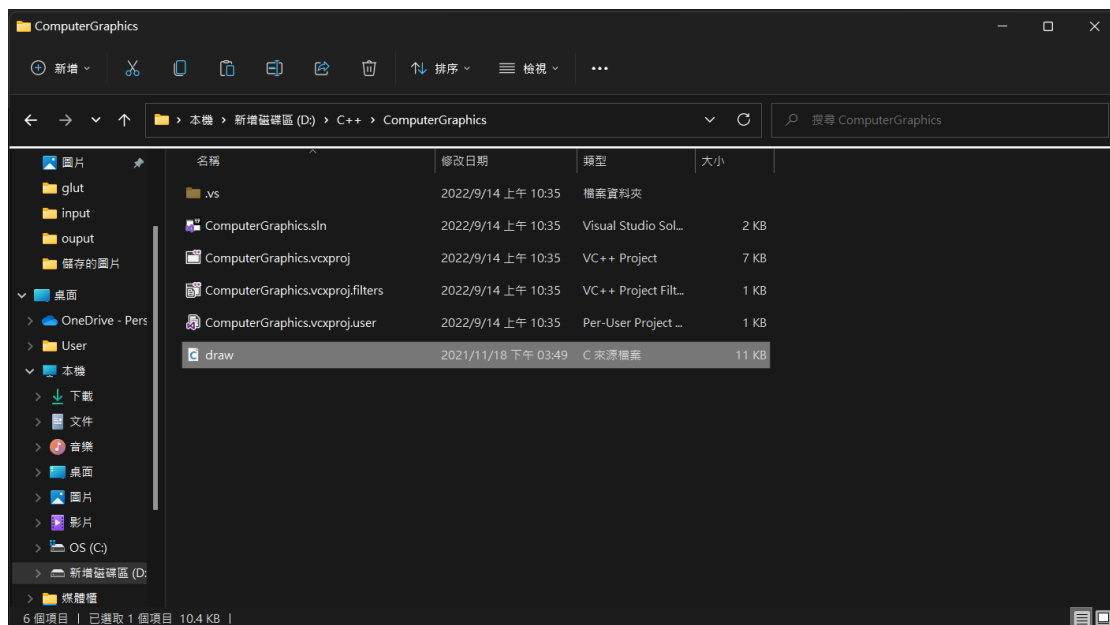 ComputerGraphics
新增 排序 檢視
本機 › 新增磁碟區 (D:) › C++ › ComputerGraphics
搜尋 ComputerGraphics
圖片
glut
input
ouput
儲存的圖片
桌面
OneDrive - Pers
User
本機
下載
文件
音樂
桌面
圖片
影片
OS (C:)
新增磁碟區 (D:
媒體櫃
名稱 修改日期 類型 大小
.vs 2022/9/14 上午 10:35 檔案資料夾
ComputerGraphics.sln 2022/9/14 上午 10:35 Visual Studio Sol... 2 KB
ComputerGraphics.vcxproj 2022/9/14 上午 10:35 VC++ Project 7 KB
ComputerGraphics.vcxproj.filters 2022/9/14 上午 10:35 VC++ Project Filt... 1 KB
ComputerGraphics.vcxproj.user 2022/9/14 上午 10:35 Per-User Project ... 1 KB
draw 2021/11/18 下午 03:49 C 來源檔案 11 KB
6 個項目 | 已選取 1 個項目 10.4 KB |